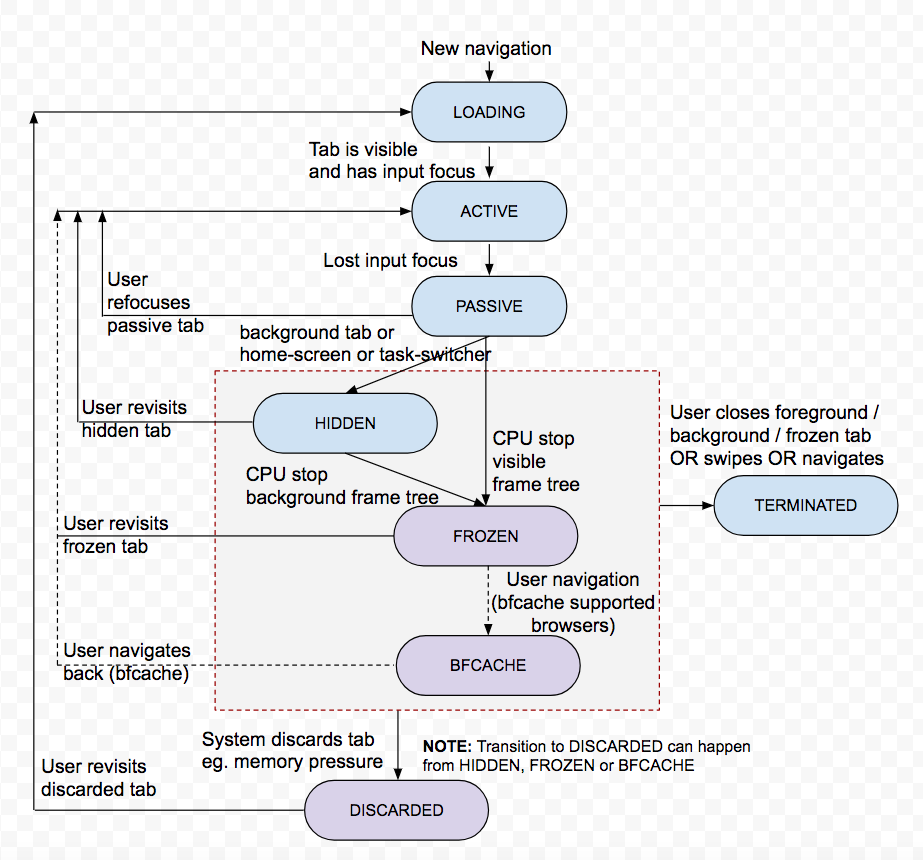 New navigation
LOADING
Tab is visible
and has input focus
ACTIVE
Lost input focus
User
refocuses
passive tab
PASSIVE
background tab or
home-screen or task-switcher
User revisits
hidden tab
HIDDEN
CPU stop
visible
frame tree
CPU stop
background frame tree
User closes foreground /
background / frozen tab
OR swipes OR navigates
TERMINATED
User revisits
frozen tab
FROZEN
User navigation
(bfcache supported
browsers)
User navigates
back (bfcache)
BFCACHE
System discards tab
eg. memory pressure
NOTE: Transition to DISCARDED can happen
from HIDDEN, FROZEN or BFCACHE
User revisits
discarded tab
DISCARDED